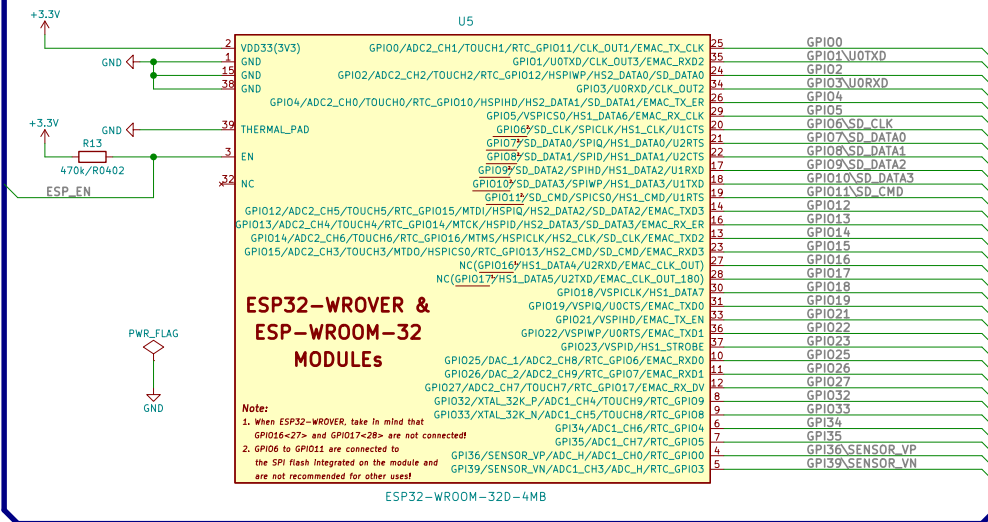 U5
+3.3V
2 VDD33(3V3)
1 GND
GND
15 GND
38 GND
39 THERMAL_PAD
GND
+3.3V
R13
470k/R0402
3 EN
ESP_EN
32 NC
GPIO0/ADC2_CH1/TOUCH1/RTC_GPIO11/CLK_OUT1/EMAC_TX_CLK 25 GPIO0
GPIO1/U0TXD/CLK_OUT3/EMAC_RXD2 35 GPIO1\U0TXD
GPIO2/ADC2_CH2/TOUCH2/RTC_GPIO12/HSPIWP/HS2_DATA0/SD_DATA0 24 GPIO2
GPIO3/U0RXD/CLK_OUT2 34 GPIO3\U0RXD
GPIO4/ADC2_CH0/TOUCH0/RTC_GPIO10/HSPIHD/HS2_DATA1/SD_DATA1/EMAC_TX_ER 26 GPIO4
GPIO5/VSPICS0/HS1_DATA6/EMAC_RX_CLK 29 GPIO5
GPIO6*/SD_CLK/SPICLK/HS1_CLK/U1CTS 20 GPIO6\SD_CLK
GPIO7*/SD_DATA0/SPIQ/HS1_DATA0/U2RTS 21 GPIO7\SD_DATA0
GPIO8*/SD_DATA1/SPID/HS1_DATA1/U2CTS 22 GPIO8\SD_DATA1
GPIO9*/SD_DATA2/SPIHD/HS1_DATA2/U1RXD 17 GPIO9\SD_DATA2
GPIO10*/SD_DATA3/SPIWP/HS1_DATA3/U1TXD 18 GPIO10\SD_DATA3
GPIO11*/SD_CMD/SPICS0/HS1_CMD/U1RTS 19 GPIO11\SD_CMD
GPIO12/ADC2_CH5/TOUCH5/RTC_GPIO15/MTDI/HSPIQ/HS2_DATA2/SD_DATA2/EMAC_TXD3 14 GPIO12
GPIO13/ADC2_CH4/TOUCH4/RTC_GPIO14/MTCK/HSPID/HS2_DATA3/SD_DATA3/EMAC_RX_ER 16 GPIO13
GPIO14/ADC2_CH6/TOUCH6/RTC_GPIO16/MTMS/HSPICLK/HS2_CLK/SD_CLK/EMAC_TXD2 13 GPIO14
GPIO15/ADC2_CH3/TOUCH3/MTDO/HSPICS0/RTC_GPIO13/HS2_CMD/SD_CMD/EMAC_RXD3 23 GPIO15
NC(GPIO16*/HS1_DATA4/U2RXD/EMAC_CLK_OUT) 27 GPIO16
NC(GPIO17*/HS1_DATA5/U2TXD/EMAC_CLK_OUT_180) 28 GPIO17
GPIO18/VSPICLK/HS1_DATA7 30 GPIO18
GPIO19/VSPIQ/U0CTS/EMAC_TXD0 31 GPIO19
GPIO21/VSPIHD/EMAC_TX_EN 33 GPIO21
GPIO22/VSPIWP/U0RTS/EMAC_TXD1 36 GPIO22
GPIO23/VSPID/HS1_STROBE 37 GPIO23
GPIO25/DAC_1/ADC2_CH8/RTC_GPIO6/EMAC_RXD0 10 GPIO25
GPIO26/DAC_2/ADC2_CH9/RTC_GPIO7/EMAC_RXD1 11 GPIO26
GPIO27/ADC2_CH7/TOUCH7/RTC_GPIO17/EMAC_RX_DV 12 GPIO27
GPIO32/XTAL_32K_P/ADC1_CH4/TOUCH9/RTC_GPIO9 8 GPIO32
GPIO33/XTAL_32K_N/ADC1_CH5/TOUCH8/RTC_GPIO8 9 GPIO33
GPI34/ADC1_CH6/RTC_GPIO4 6 GPI34
GPI35/ADC1_CH7/RTC_GPIO5 7 GPI35
GPI36/SENSOR_VP/ADC_H/ADC1_CH0/RTC_GPIO0 4 GPI36\SENSOR_VP
GPI39/SENSOR_VN/ADC1_CH3/ADC_H/RTC_GPIO3 5 GPI39\SENSOR_VN
ESP32-WROVER &
ESP-WROOM-32
MODULEs
PWR_FLAG
GND
Note:
1. When ESP32-WROVER, take in mind that
GPIO16<27> and GPIO17<28> are not connected!
2. GPIO6 to GPIO11 are connected to
the SPI flash integrated on the module and
are not recommended for other uses!
ESP32-WROOM-32D-4MB